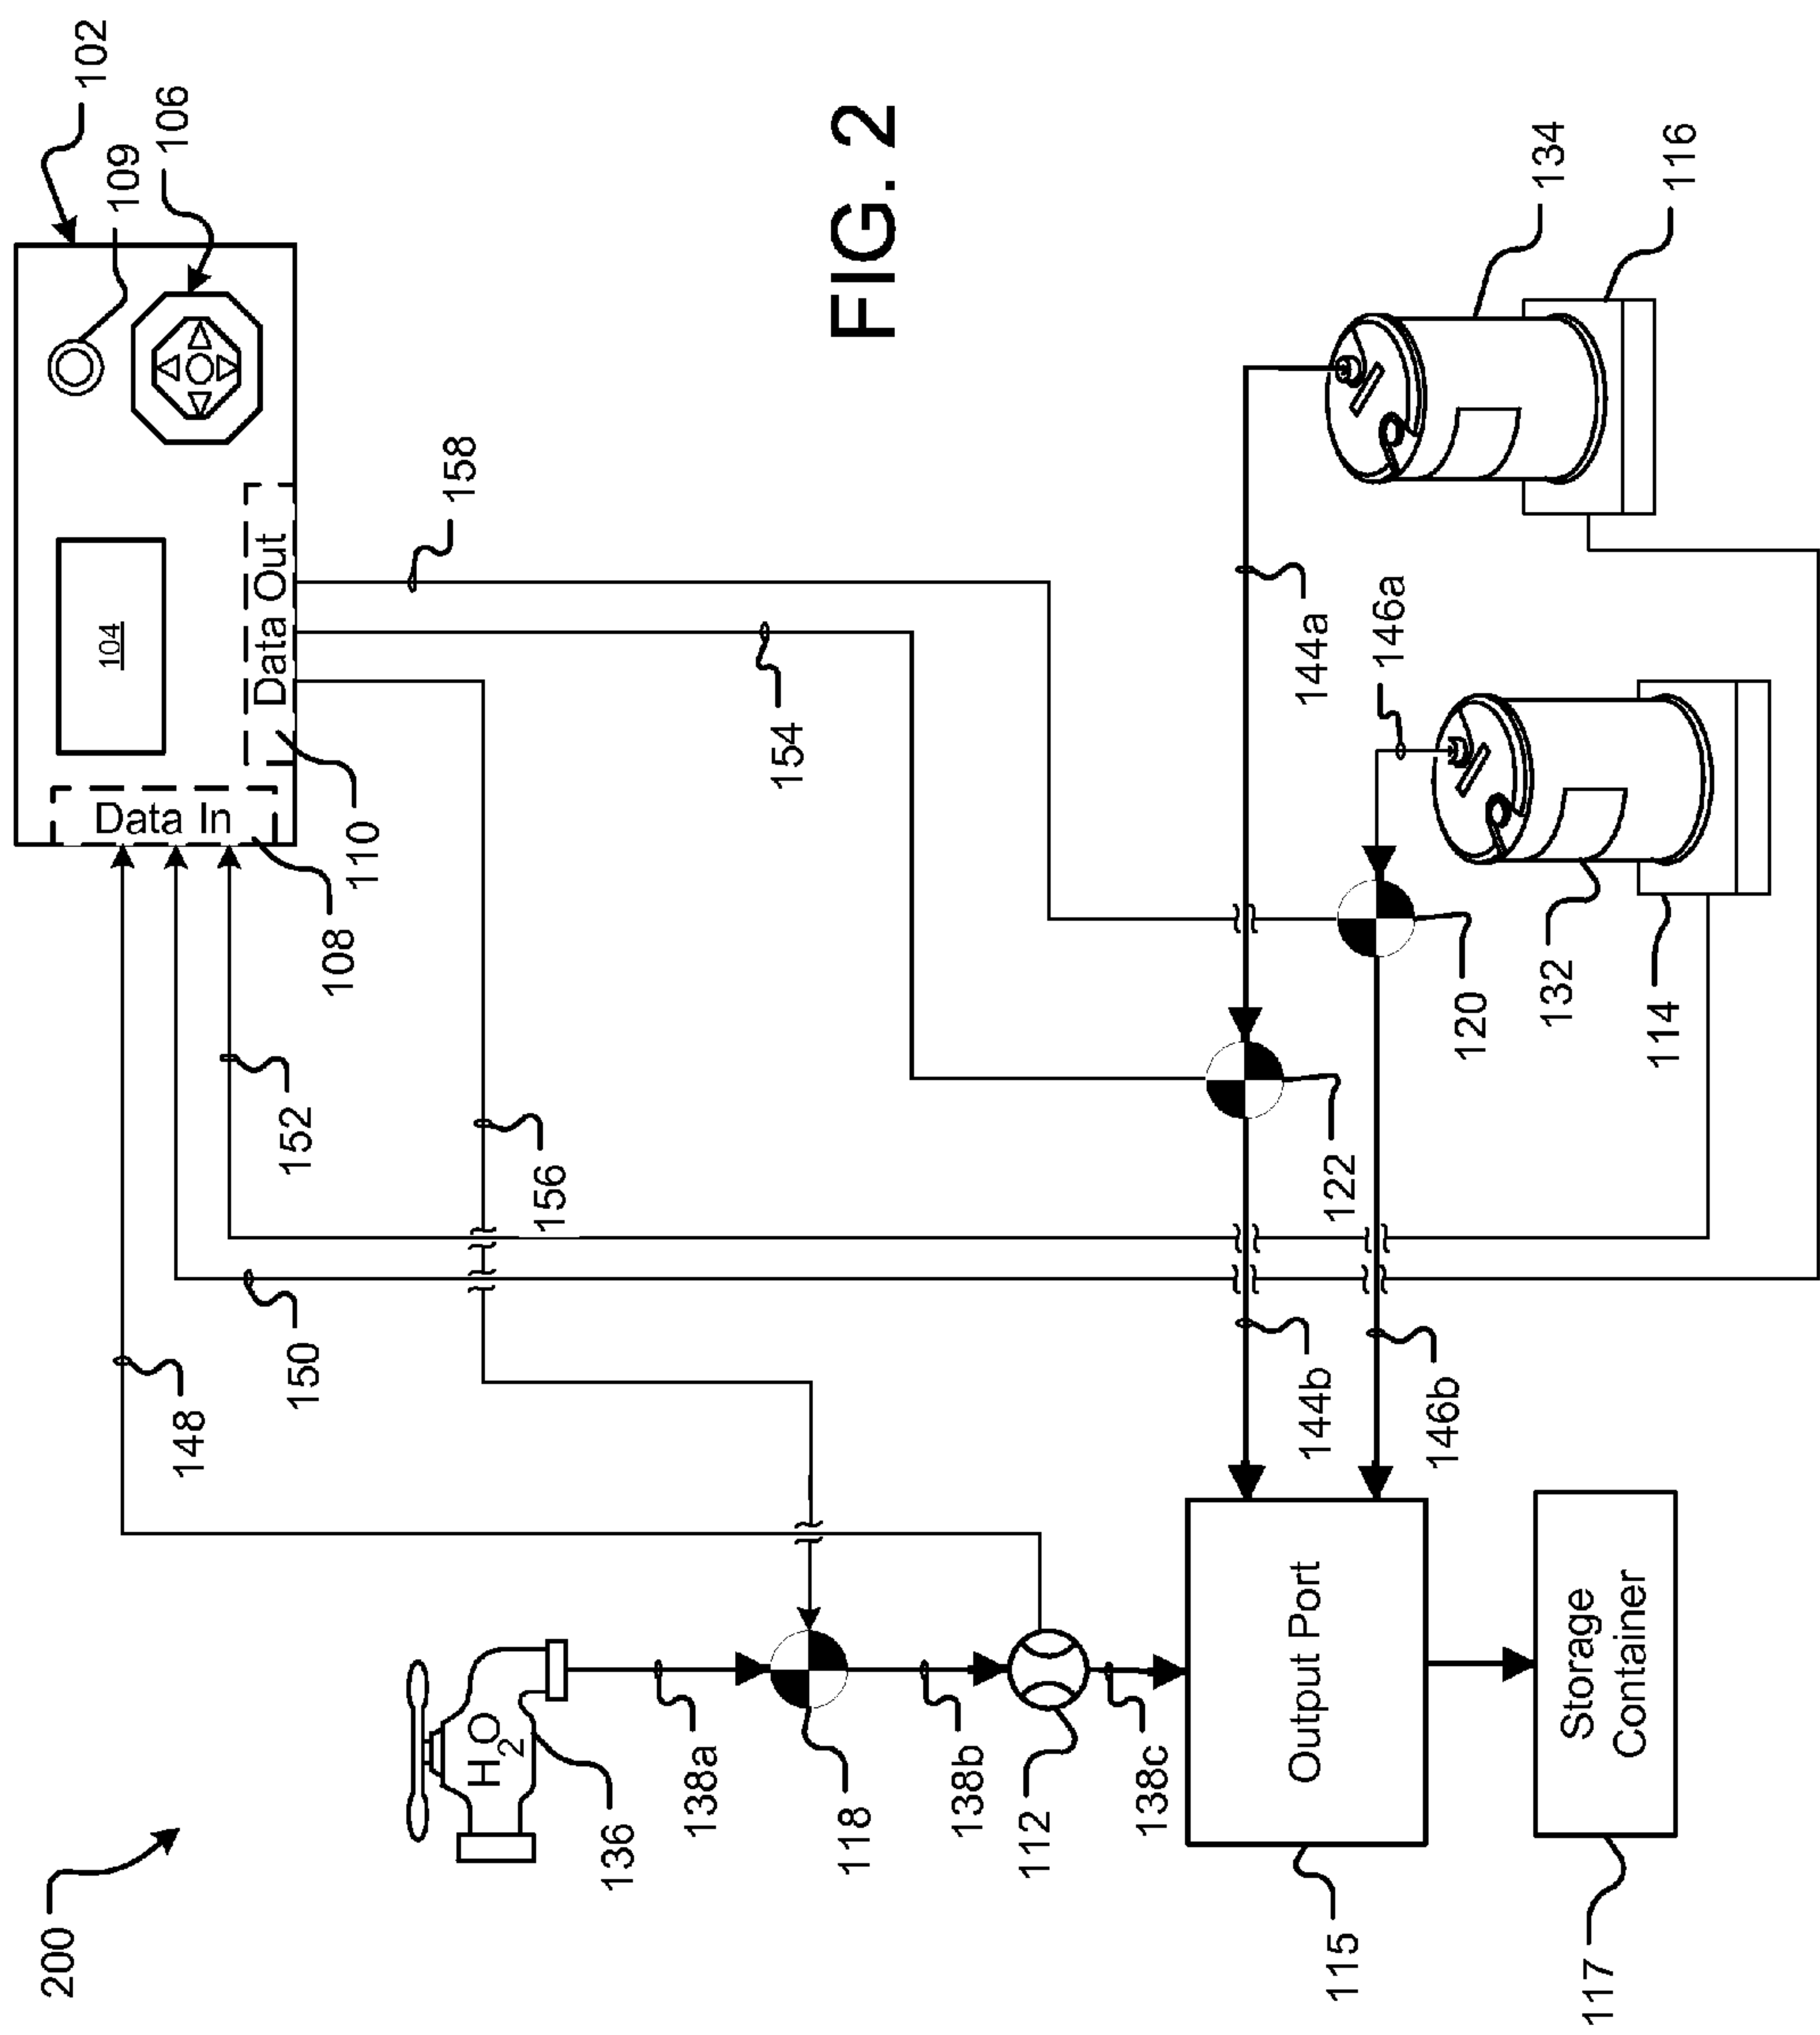 200
102
109
106
104
Data In
Data Out
108
110
148
150
152
156
154
158
FIG. 2
H2O
136
138a
118
138b
112
138c
144a
144b
146a
146b
122
120
132
114
134
116
Output Port
115
Storage
Container
117